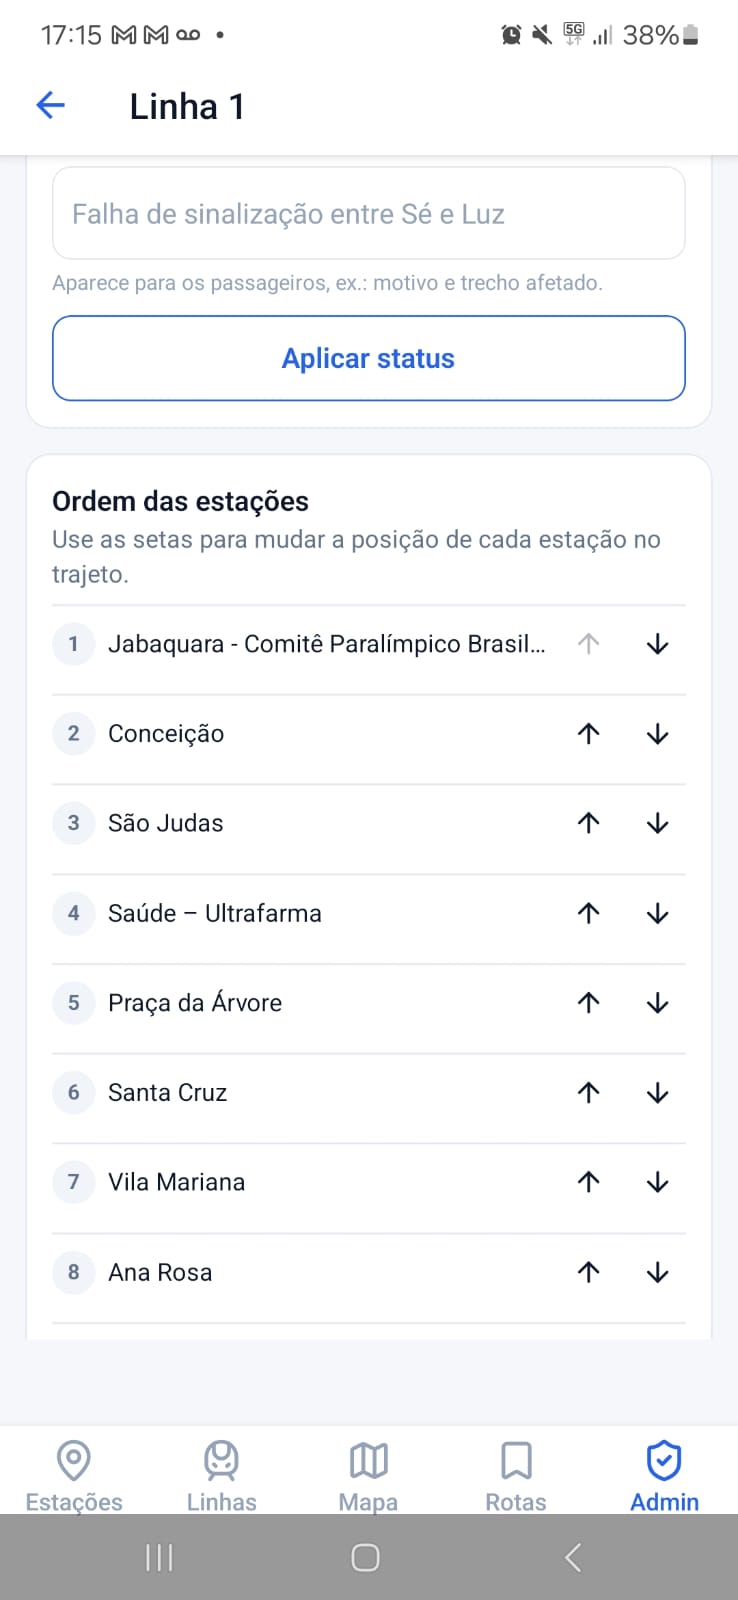 17:15
5G
38%
Linha 1
Falha de sinalização entre Sé e Luz
Aparece para os passageiros, ex.: motivo e trecho afetado.
Aplicar status
Ordem das estações
Use as setas para mudar a posição de cada estação no
trajeto.
1 Jabaquara - Comitê Paralímpico Brasil...
2 Conceição
3 São Judas
4 Saúde – Ultrafarma
5 Praça da Árvore
6 Santa Cruz
7 Vila Mariana
8 Ana Rosa
Estações Linhas Mapa Rotas Admin